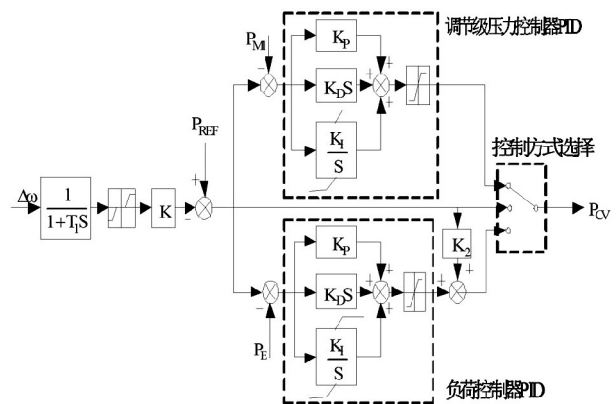 调节级压力控制器PID
P_MI
K_P
K_D S
K_I
S
P_REF
控制方式选择
Δω
1
1+T_1S
K
P_CV
K_2
K_P
K_D S
K_I
S
P_E
负荷控制器PID
+
-
+
-
+
+
+
-
+
+
+
+
+